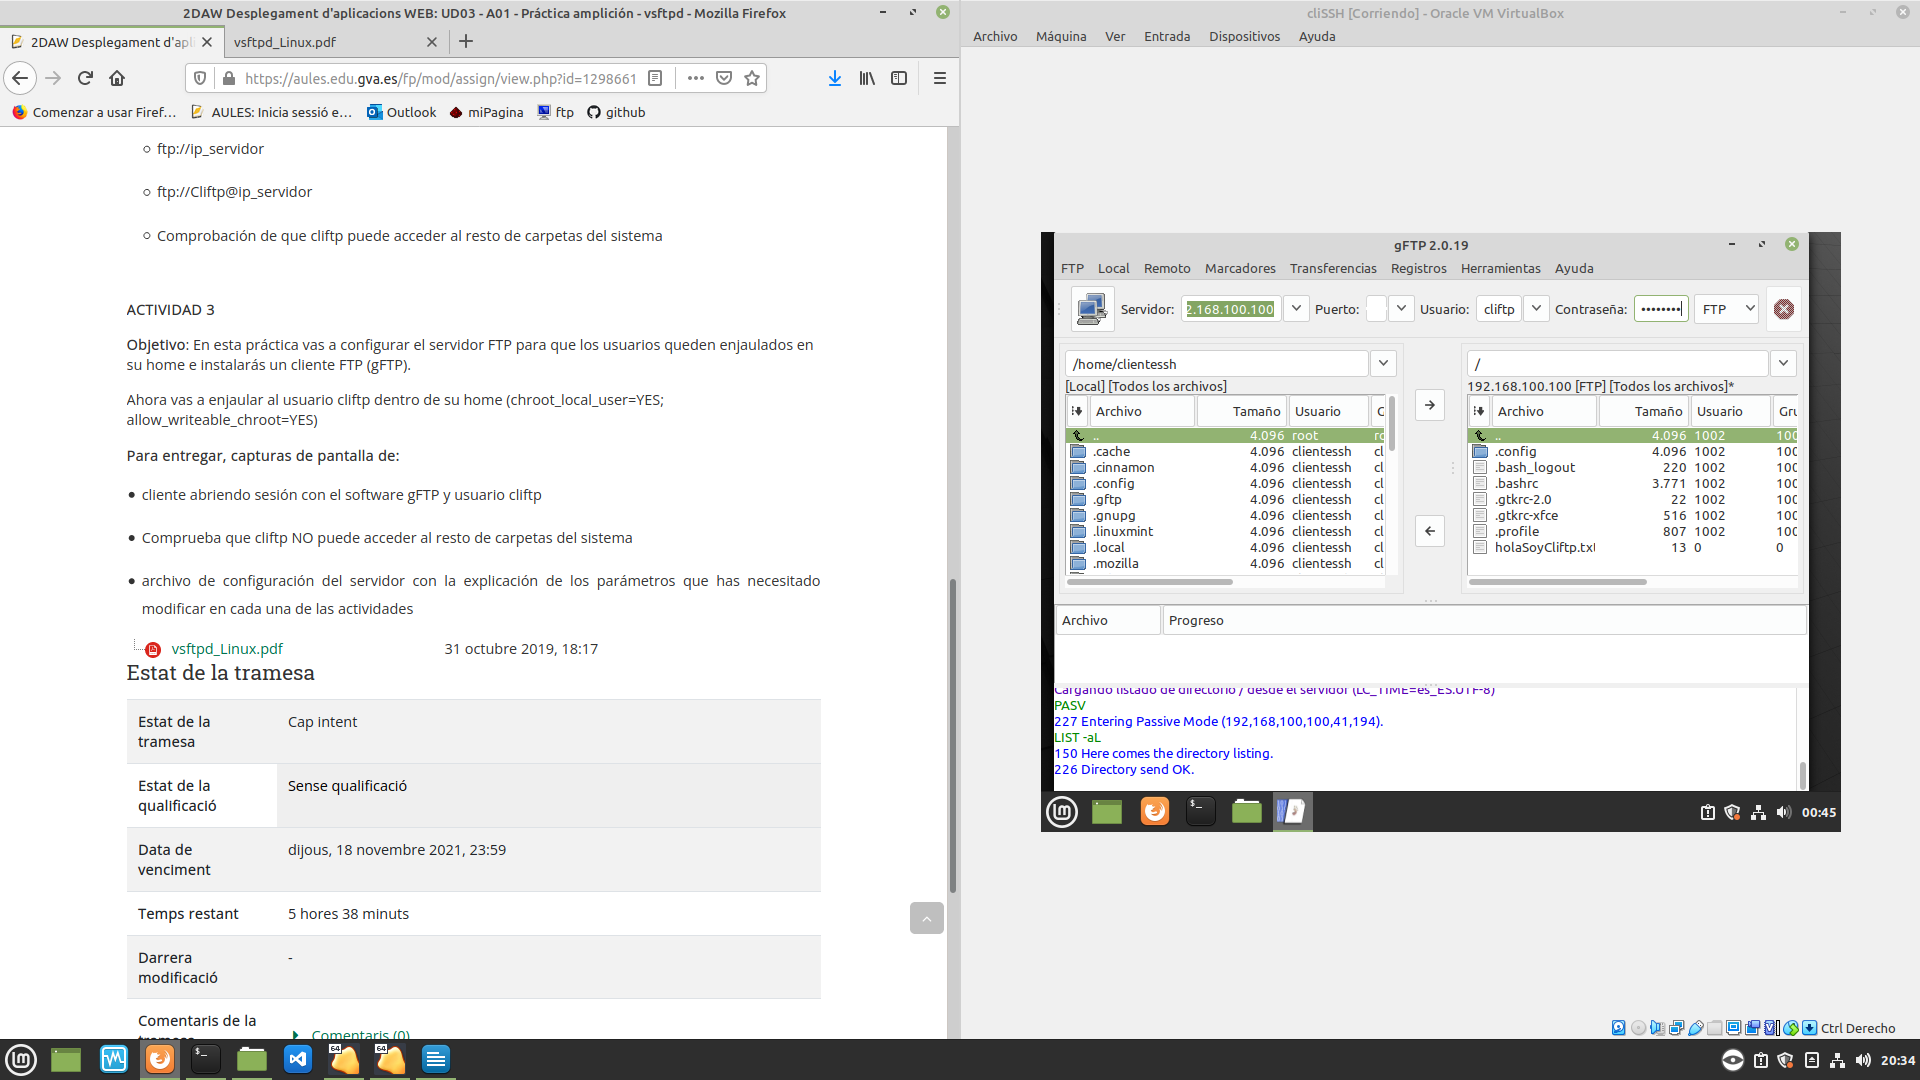 2DAW Desplegament d'aplicacions WEB: UD03 - A01 - Práctica amplición - vsftpd - Mozilla Firefox
2DAW Desplegament d'apli
vsftpd_Linux.pdf
https://aules.edu.gva.es/fp/mod/assign/view.php?id=1298661
Comenzar a usar Firef…
AULES: Inicia sessió e…
Outlook
miPagina
ftp
github
ftp://ip_servidor
ftp://Cliftp@ip_servidor
Comprobación de que cliftp puede acceder al resto de carpetas del sistema
ACTIVIDAD 3
Objetivo: En esta práctica vas a configurar el servidor FTP para que los usuarios queden enjaulados en
su home e instalarás un cliente FTP (gFTP).
Ahora vas a enjaular al usuario cliftp dentro de su home (chroot_local_user=YES;
allow_writeable_chroot=YES)
Para entregar, capturas de pantalla de:
cliente abriendo sesión con el software gFTP y usuario cliftp
Comprueba que cliftp NO puede acceder al resto de carpetas del sistema
archivo de configuración del servidor con la explicación de los parámetros que has necesitado
modificar en cada una de las actividades
vsftpd_Linux.pdf 31 octubre 2019, 18:17
Estat de la tramesa
Estat de la
tramesa
Cap intent
Estat de la
qualificació
Sense qualificació
Data de
venciment
dijous, 18 novembre 2021, 23:59
Temps restant 5 hores 38 minuts
Darrera
modificació
-
Comentaris de la
tramesa
Comentaris (0)
cliSSH [Corriendo] - Oracle VM VirtualBox
Archivo Máquina Ver Entrada Dispositivos Ayuda
gFTP 2.0.19
FTP Local Remoto Marcadores Transferencias Registros Herramientas Ayuda
Servidor: 2.168.100.100 Puerto: Usuario: cliftp Contraseña: •••••••• FTP
/home/clientessh
[Local] [Todos los archivos]
Archivo Tamaño Usuario
.. 4.096 root
.cache 4.096 clientessh cl
.cinnamon 4.096 clientessh cl
.config 4.096 clientessh cl
.gftp 4.096 clientessh cl
.gnupg 4.096 clientessh cl
.linuxmint 4.096 clientessh cl
.local 4.096 clientessh cl
.mozilla 4.096 clientessh cl
/
192.168.100.100 [FTP] [Todos los archivos]*
Archivo Tamaño Usuario Gru
.. 4.096 1002 100
.config 4.096 1002 100
.bash_logout 220 1002 100
.bashrc 3.771 1002 100
.gtkrc-2.0 22 1002 100
.gtkrc-xfce 516 1002 100
.profile 807 1002 100
holaSoyCliftp.txt 13 0 0
Archivo Progreso
Cargando listado de directorio / desde el servidor (LC_TIME=es_ES.UTF-8)
PASV
227 Entering Passive Mode (192,168,100,100,41,194).
LIST -aL
150 Here comes the directory listing.
226 Directory send OK.
00:45
Ctrl Derecho
64
64
20:34